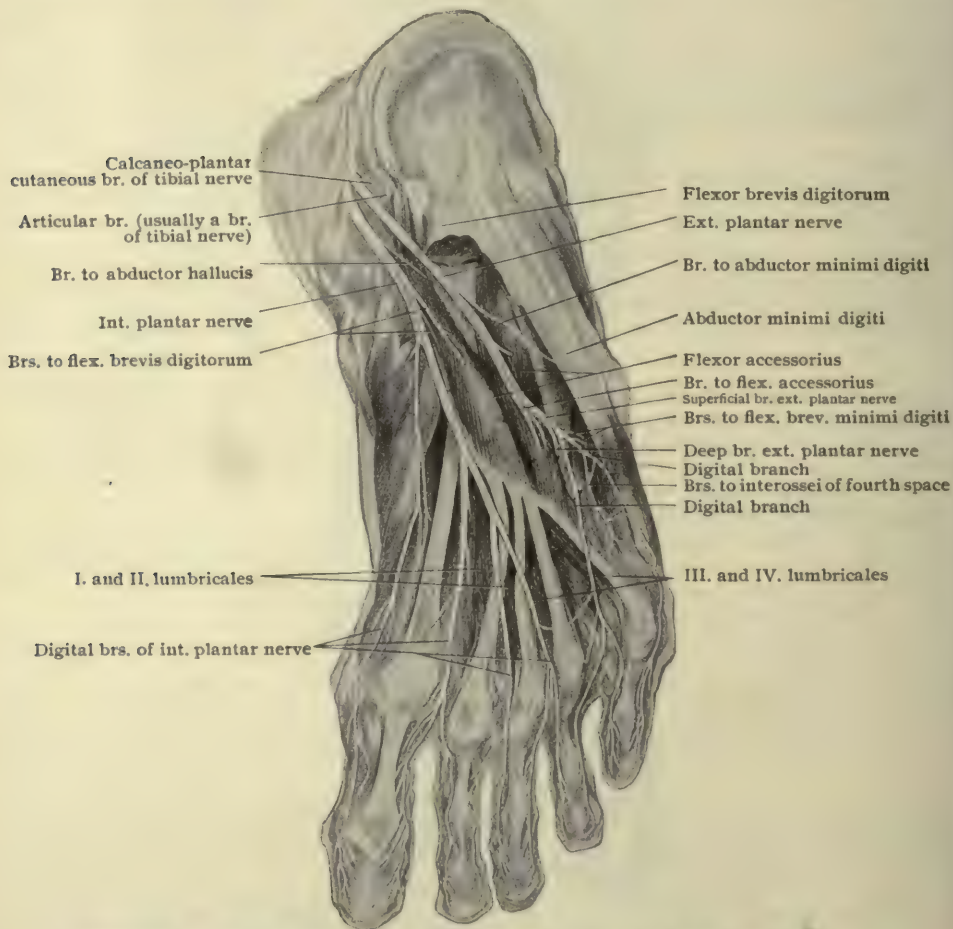 Calcaneo-plantar
cutaneous br. of tibial nerve
Articular br. (usually a br.
of tibial nerve)
Br. to abductor hallucis
Int. plantar nerve
Brs. to flex. brevis digitorum
I. and II. lumbricales
Digital brs. of int. plantar nerve
Flexor brevis digitorum
Ext. plantar nerve
Br. to abductor minimi digiti
Abductor minimi digiti
Flexor accessorius
Br. to flex. accessorius
Superficial br. ext. plantar nerve
Brs. to flex. brev. minimi digiti
Deep br. ext. plantar nerve
Digital branch
Brs. to interossei of fourth space
Digital branch
III. and IV. lumbricales